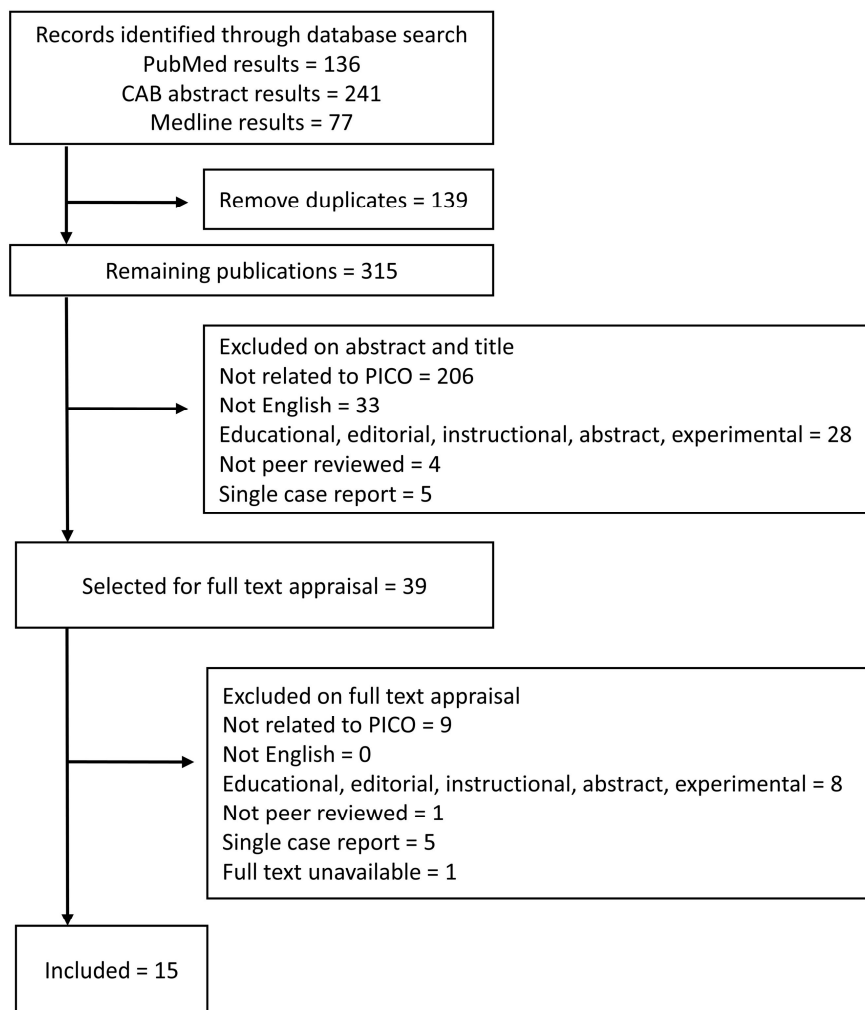 Records identified through database search
PubMed results = 136
CAB abstract results = 241
Medline results = 77
Remove duplicates = 139
Remaining publications = 315
Excluded on abstract and title
Not related to PICO = 206
Not English = 33
Educational, editorial, instructional, abstract, experimental = 28
Not peer reviewed = 4
Single case report = 5
Selected for full text appraisal = 39
Excluded on full text appraisal
Not related to PICO = 9
Not English = 0
Educational, editorial, instructional, abstract, experimental = 8
Not peer reviewed = 1
Single case report = 5
Full text unavailable = 1
Included = 15